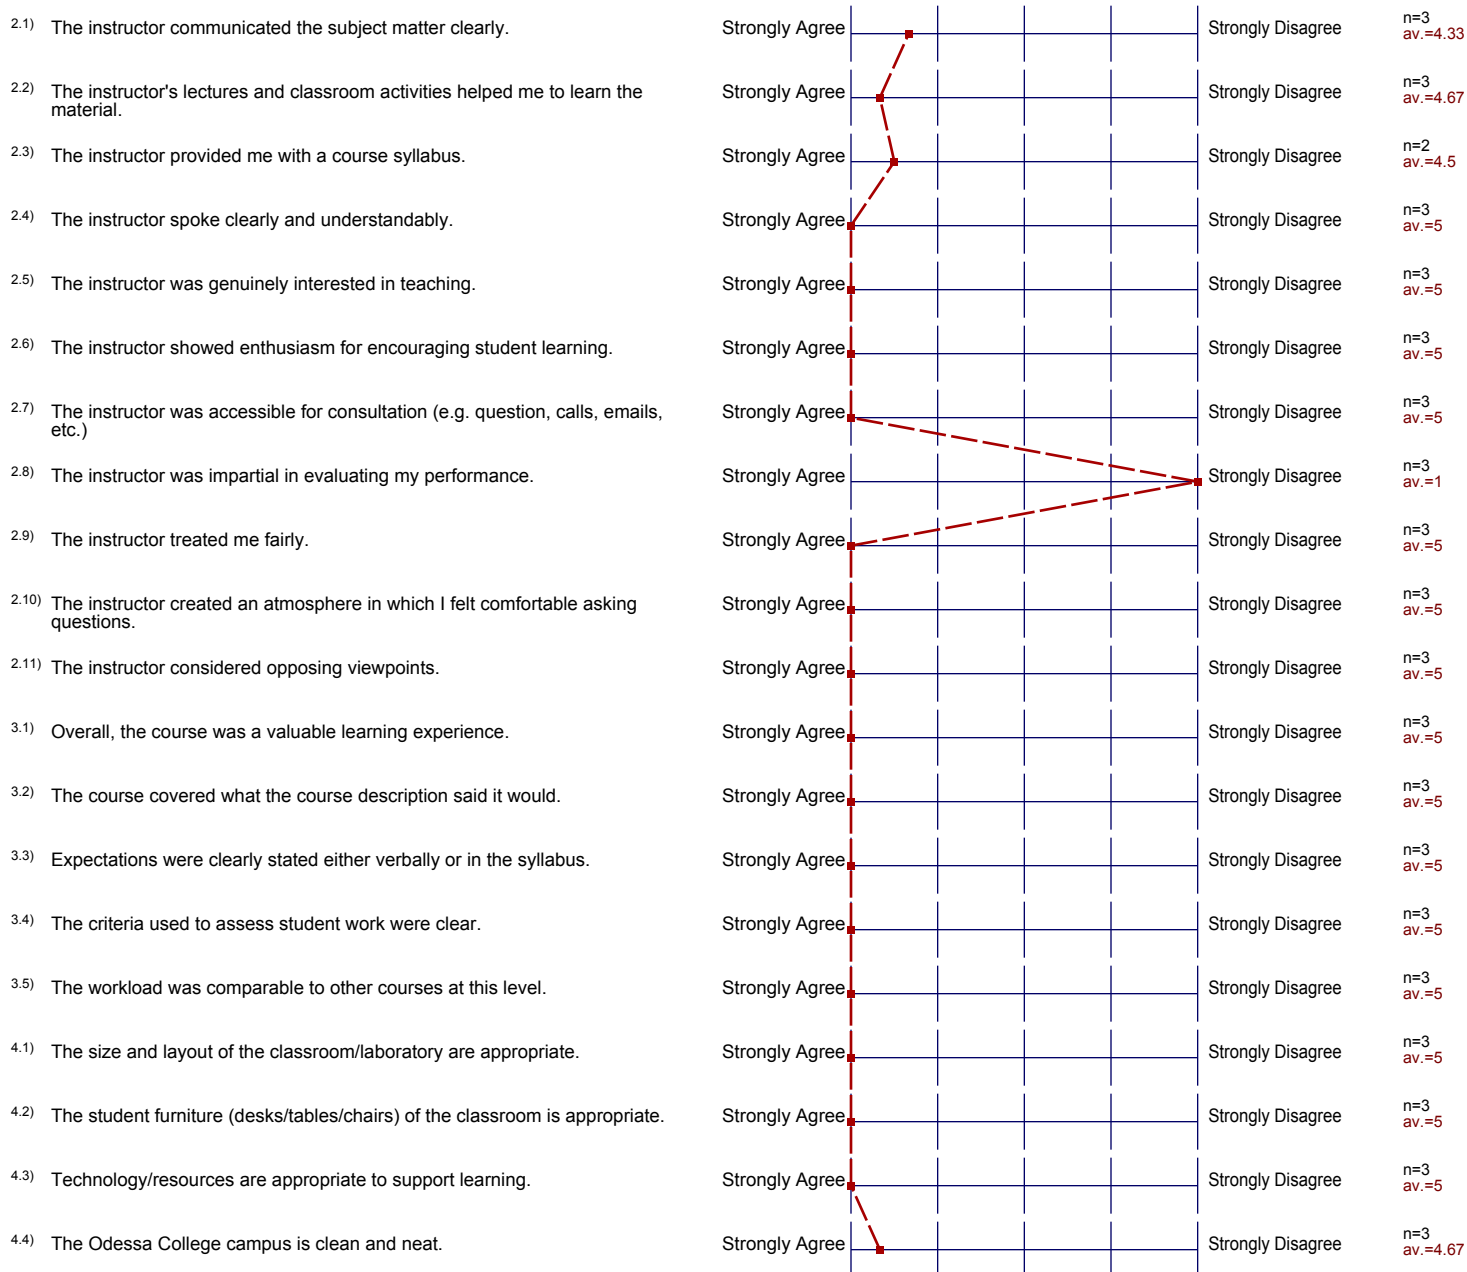 2.1) The instructor communicated the subject matter clearly. Strongly Agree Strongly Disagree n=3
av.=4.33
2.2) The instructor's lectures and classroom activities helped me to learn the Strongly Agree Strongly Disagree n=3
material. av.=4.67
2.3) The instructor provided me with a course syllabus. Strongly Agree Strongly Disagree n=2
av.=4.5
2.4) The instructor spoke clearly and understandably. Strongly Agree Strongly Disagree n=3
av.=5
2.5) The instructor was genuinely interested in teaching. Strongly Agree Strongly Disagree n=3
av.=5
2.6) The instructor showed enthusiasm for encouraging student learning. Strongly Agree Strongly Disagree n=3
av.=5
2.7) The instructor was accessible for consultation (e.g. question, calls, emails, Strongly Agree Strongly Disagree n=3
etc.) av.=5
2.8) The instructor was impartial in evaluating my performance. Strongly Agree Strongly Disagree n=3
av.=1
2.9) The instructor treated me fairly. Strongly Agree Strongly Disagree n=3
av.=5
2.10) The instructor created an atmosphere in which I felt comfortable asking Strongly Agree Strongly Disagree n=3
questions. av.=5
2.11) The instructor considered opposing viewpoints. Strongly Agree Strongly Disagree n=3
av.=5
3.1) Overall, the course was a valuable learning experience. Strongly Agree Strongly Disagree n=3
av.=5
3.2) The course covered what the course description said it would. Strongly Agree Strongly Disagree n=3
av.=5
3.3) Expectations were clearly stated either verbally or in the syllabus. Strongly Agree Strongly Disagree n=3
av.=5
3.4) The criteria used to assess student work were clear. Strongly Agree Strongly Disagree n=3
av.=5
3.5) The workload was comparable to other courses at this level. Strongly Agree Strongly Disagree n=3
av.=5
4.1) The size and layout of the classroom/laboratory are appropriate. Strongly Agree Strongly Disagree n=3
av.=5
4.2) The student furniture (desks/tables/chairs) of the classroom is appropriate. Strongly Agree Strongly Disagree n=3
av.=5
4.3) Technology/resources are appropriate to support learning. Strongly Agree Strongly Disagree n=3
av.=5
4.4) The Odessa College campus is clean and neat. Strongly Agree Strongly Disagree n=3
av.=4.67